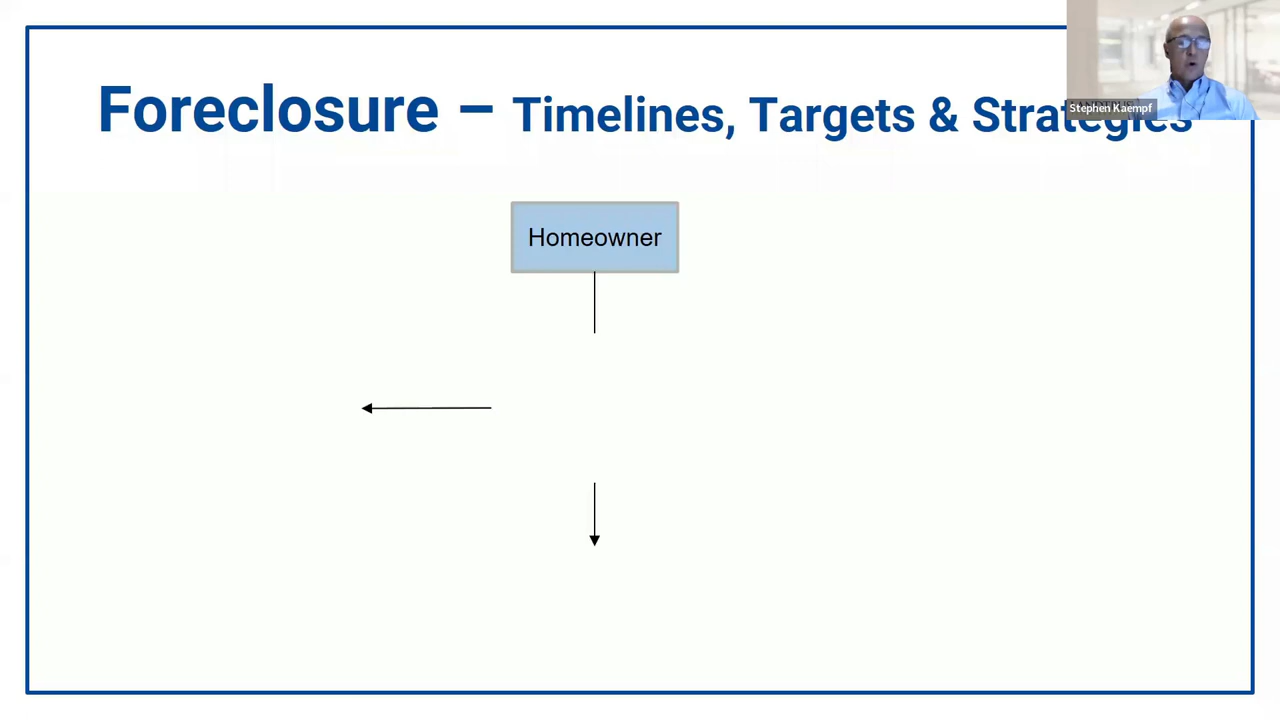 Foreclosure – Timelines, Targets & Strategies
Stephen Kaempf
Homeowner